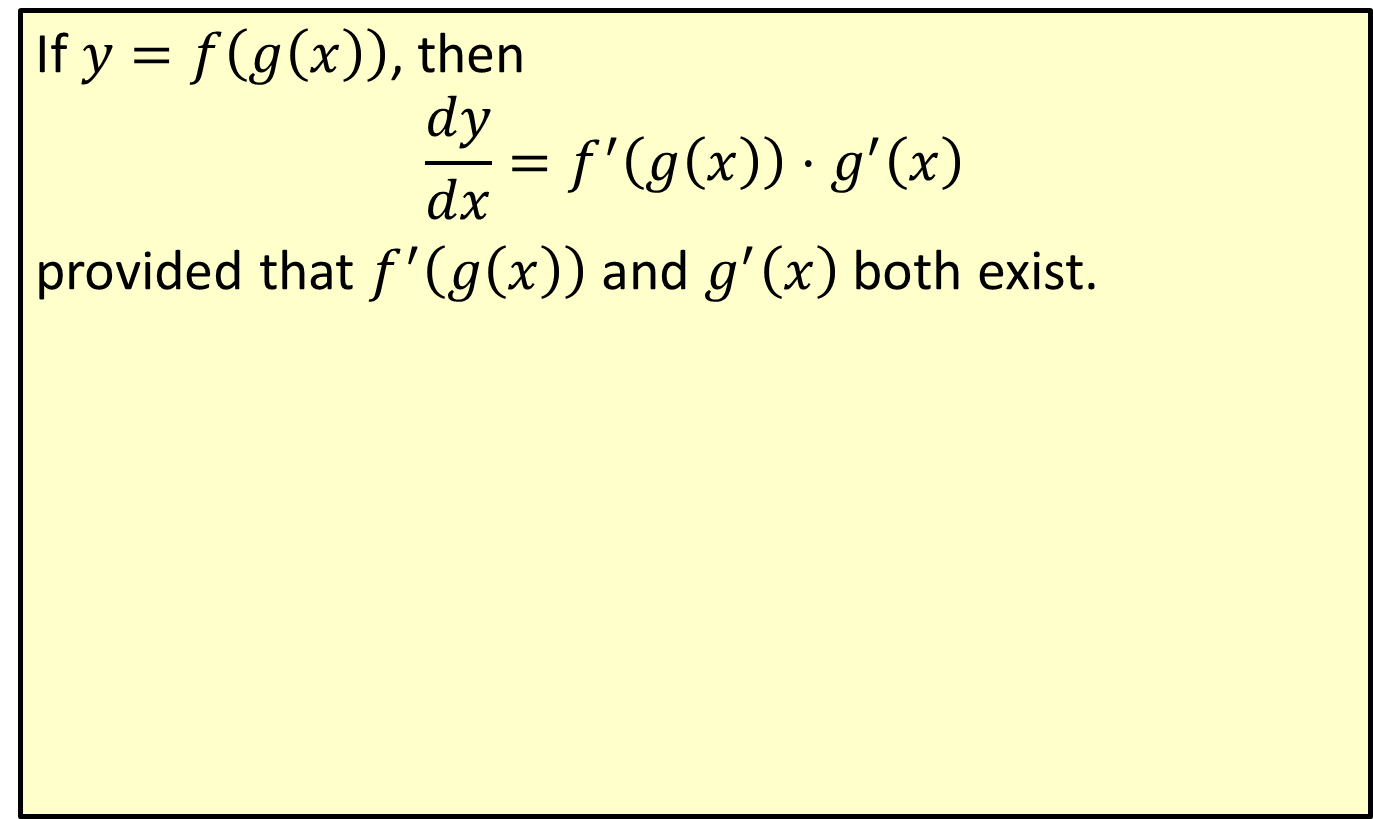 If y = f(g(x)), then
dy/dx = f′(g(x)) · g′(x)
provided that f′(g(x)) and g′(x) both exist.